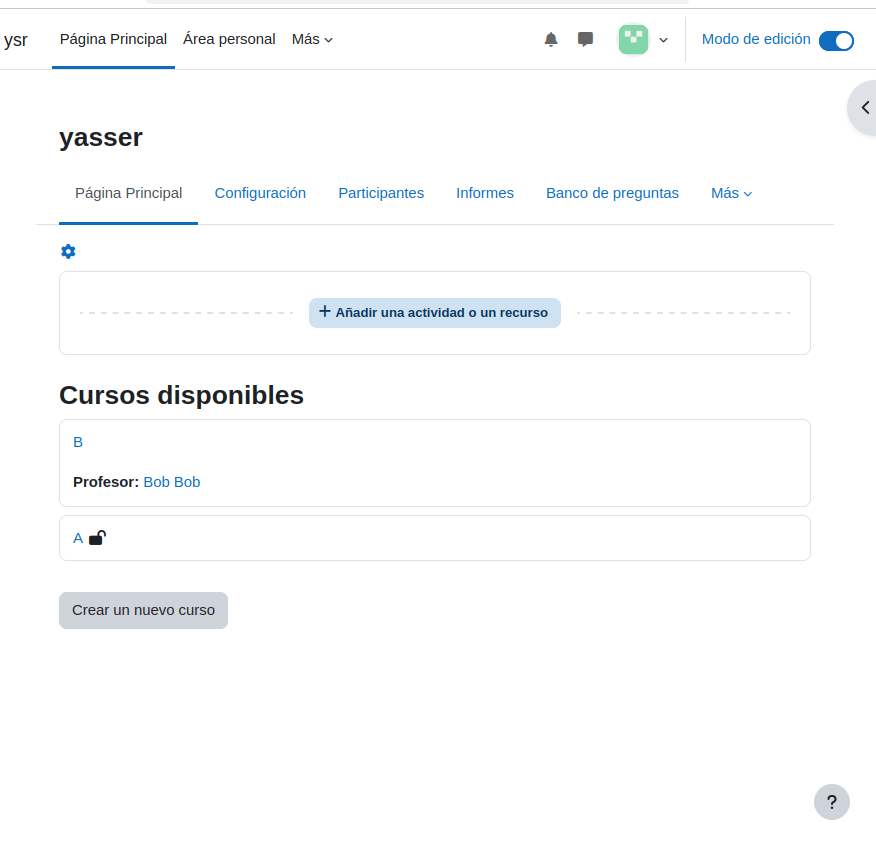 ysr Página Principal Área personal Más Modo de edición
yasser
Página Principal Configuración Participantes Informes Banco de preguntas Más
+ Añadir una actividad o un recurso
Cursos disponibles
B
Profesor: Bob Bob
A
Crear un nuevo curso
?